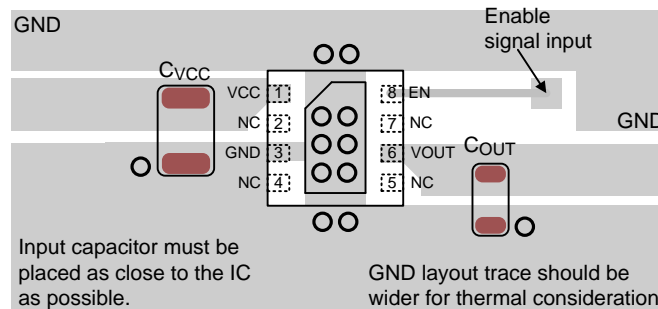 GND
Enable
signal input
CVCC
VCC 1
8 EN
NC 2
7 NC
GND
GND 3
6 VOUT
COUT
NC 4
5 NC
Input capacitor must be
placed as close to the IC
as possible.
GND layout trace should be
wider for thermal consideration